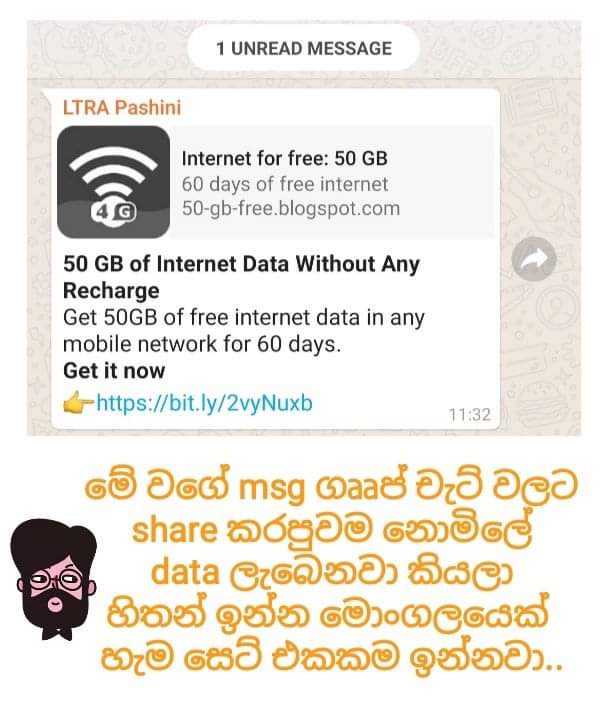 1 UNREAD MESSAGE
LTRA Pashini
Internet for free: 50 GB
60 days of free internet
50-gb-free.blogspot.com
4G
50 GB of Internet Data Without Any
Recharge
Get 50GB of free internet data in any
mobile network for 60 days.
Get it now
👉https://bit.ly/2vyNuxb
11:32
මේ වගේ msg ගෲප් චැට් වලට
share කරපුවම නොමිලේ
data ලැබෙනවා කියලා
හිතන් ඉන්න මොංගලයෙක්
හැම සෙට් එකකම ඉන්නවා..